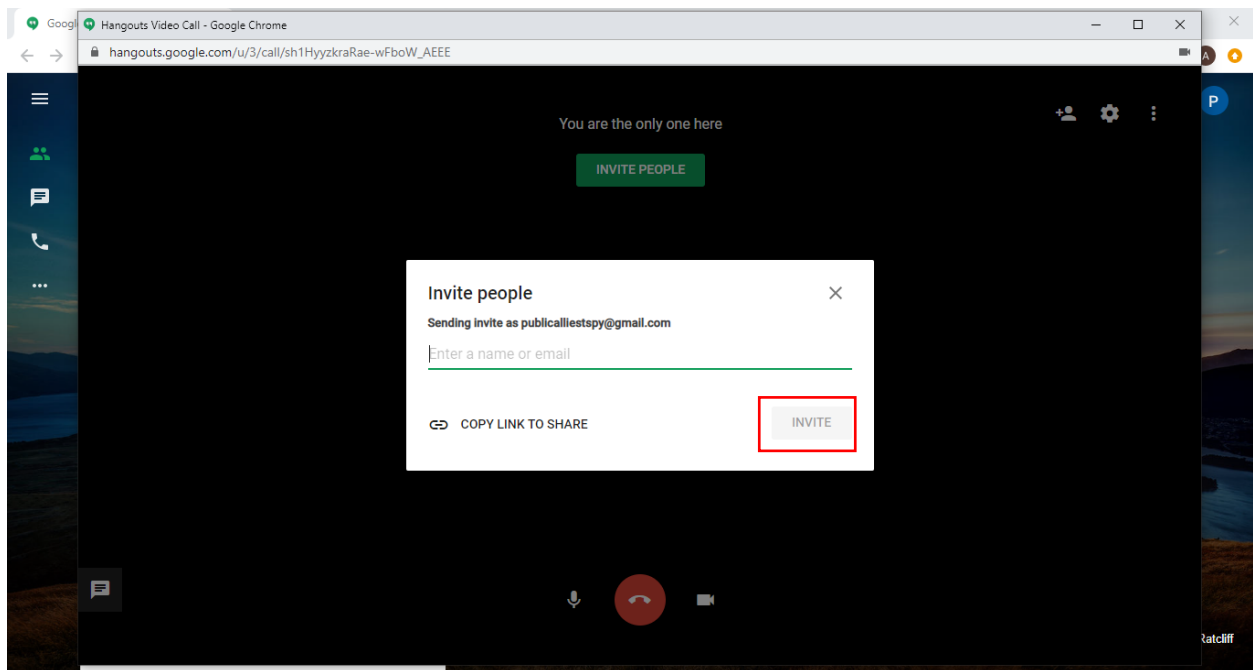 Googl
Hangouts Video Call - Google Chrome
hangouts.google.com/u/3/call/sh1HyyzkraRae-wFboW_AEEE
A
P
You are the only one here
INVITE PEOPLE
Invite people
Sending invite as publicalliestspy@gmail.com
Enter a name or email
COPY LINK TO SHARE
INVITE
Ratcliff